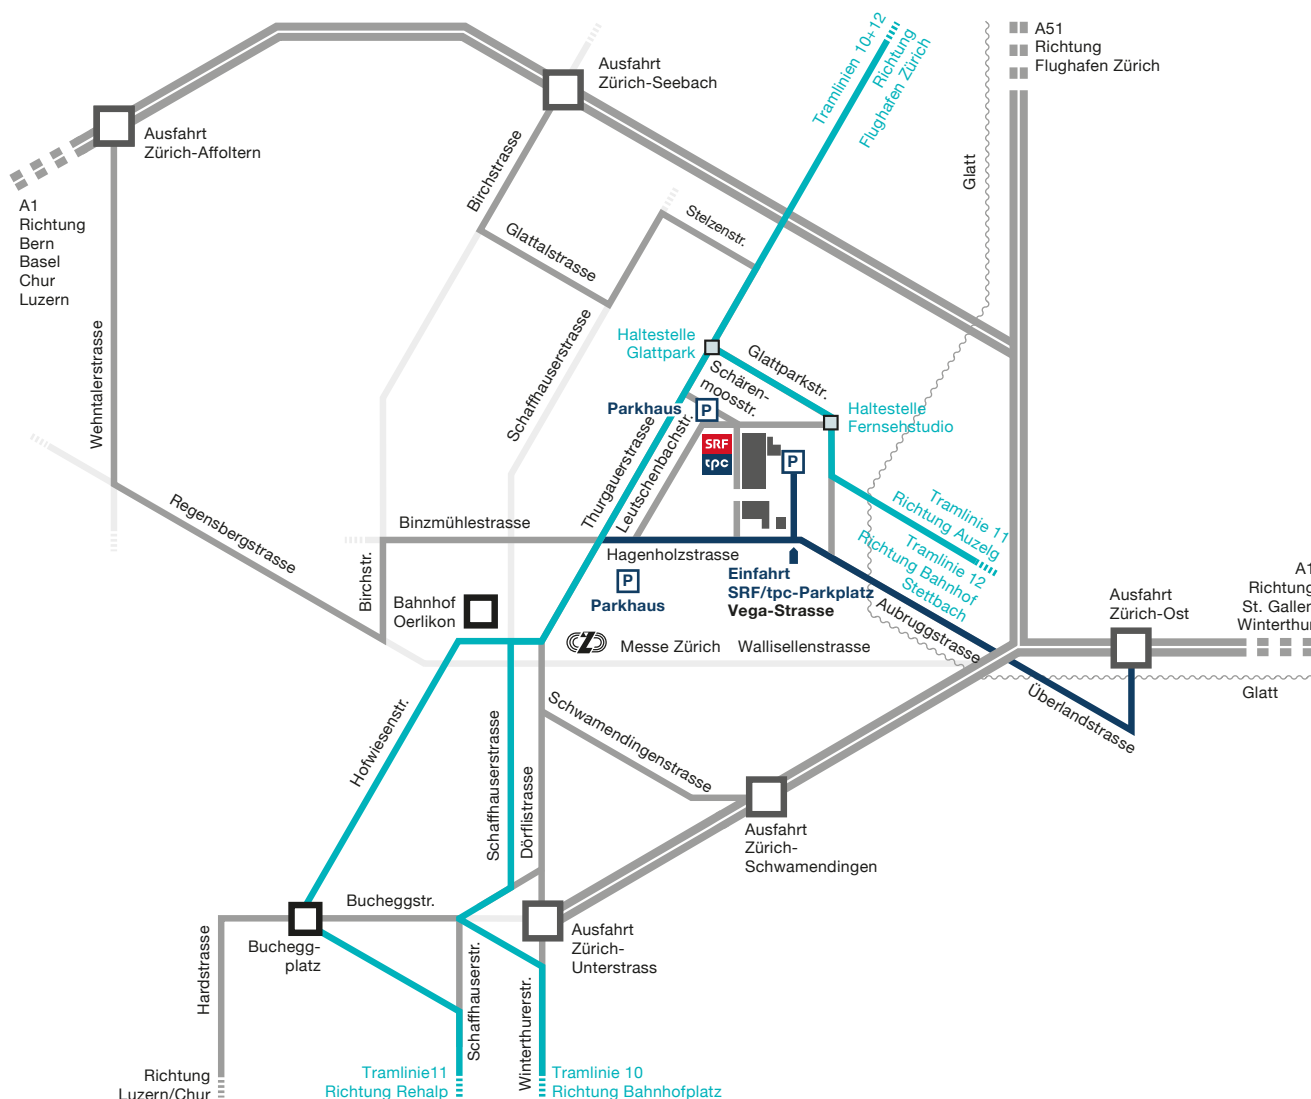 A51
Richtung
Flughafen Zürich
Tramlinien 10+12
Richtung
Flughafen Zürich
Ausfahrt
Zürich-Seebach
Ausfahrt
Zürich-Affoltern
A1
Richtung
Bern
Basel
Chur
Luzern
Birchstrasse
Glattalstrasse
Stelzenstr.
Glatt
Wehntalerstrasse
Schaffhauserstrasse
Haltestelle
Glattpark
Glattparkstr.
Schären-
moosstr.
Parkhaus
P
Haltestelle
Fernsehstudio
SRF
tpc
P
Thurgauerstrasse
Leutschenbachstr.
Regensbergstrasse
Binzmühlestrasse
Hagenholzstrasse
Birchstr.
P
Parkhaus
Einfahrt
SRF/tpc-Parkplatz
Vega-Strasse
Tramlinie 11
Richtung Auzelg
Tramlinie 12
Richtung Bahnhof
Stettbach
Aubruggstrasse
Ausfahrt
Zürich-Ost
A1
Richtung
St. Gallen
Winterthur
Bahnhof
Oerlikon
Messe Zürich
Wallisellenstrasse
Überlandstrasse
Glatt
Hofwiesenstr.
Schaffhauserstrasse
Dörflistrasse
Schwamendingenstrasse
Ausfahrt
Zürich-
Schwamendingen
Bucheggstr.
Buchegg-
platz
Ausfahrt
Zürich-
Unterstrass
Hardstrasse
Schaffhauserstr.
Winterthurerstr.
Richtung
Luzern/Chur
Tramlinie11
Richtung Rehalp
Tramlinie 10
Richtung Bahnhofplatz